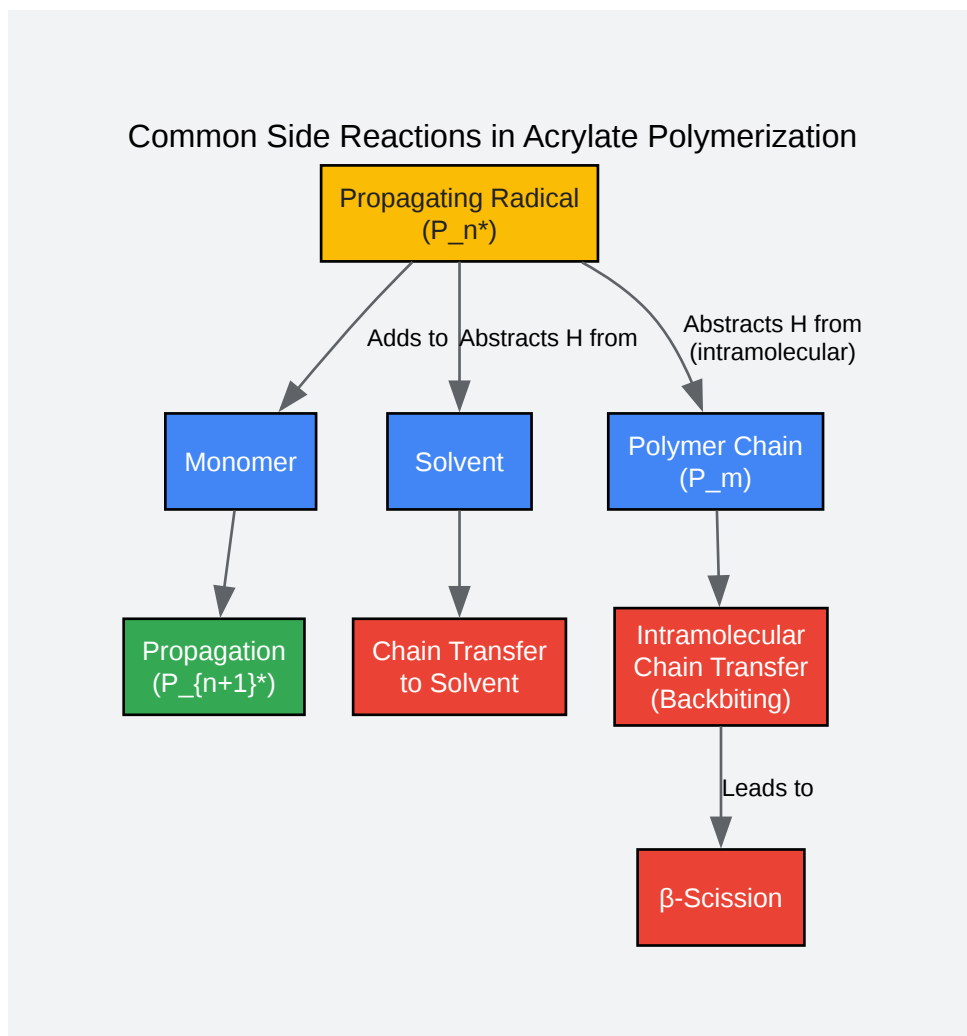 Common Side Reactions in Acrylate Polymerization
Propagating Radical
(P_n*)
Adds to
Abstracts H from
Abstracts H from
(intramolecular)
Monomer
Solvent
Polymer Chain
(P_m)
Propagation
(P_{n+1}*)
Chain Transfer
to Solvent
Intramolecular
Chain Transfer
(Backbiting)
Leads to
β-Scission